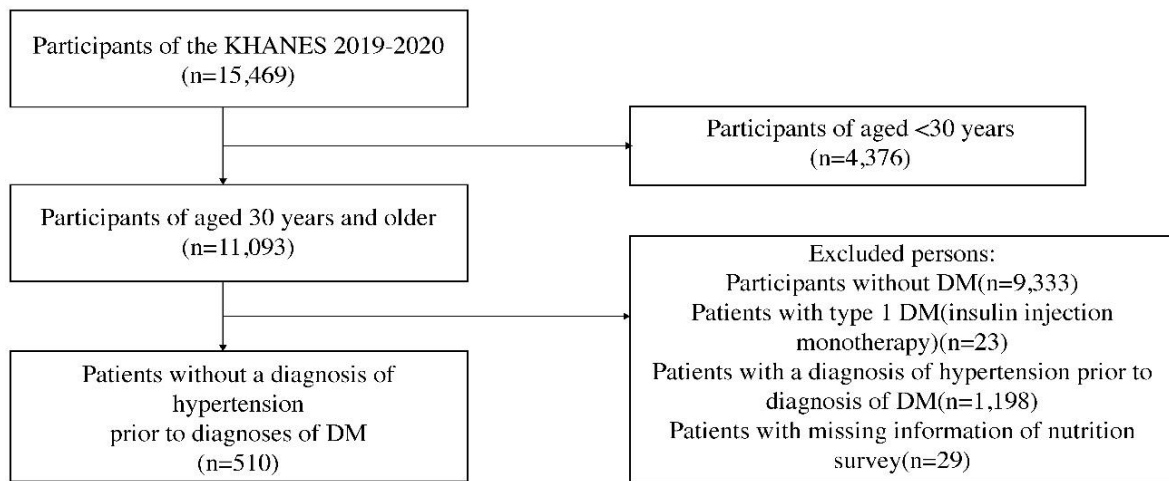 Participants of the KHANES 2019-2020
(n=15,469)
Participants of aged <30 years
(n=4,376)
Participants of aged 30 years and older
(n=11,093)
Excluded persons:
Participants without DM(n=9,333)
Patients with type 1 DM(insulin injection
monotherapy)(n=23)
Patients with a diagnosis of hypertension prior to
diagnosis of DM(n=1,198)
Patients with missing information of nutrition
survey(n=29)
Patients without a diagnosis of
hypertension
prior to diagnoses of DM
(n=510)